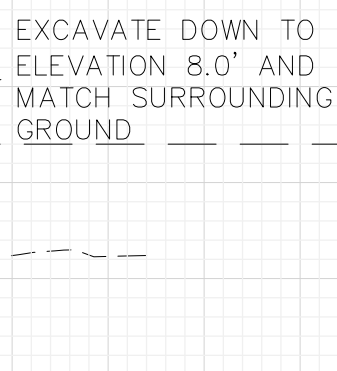 EXCAVATE DOWN TO
ELEVATION 8.0' AND
MATCH SURROUNDING
GROUND